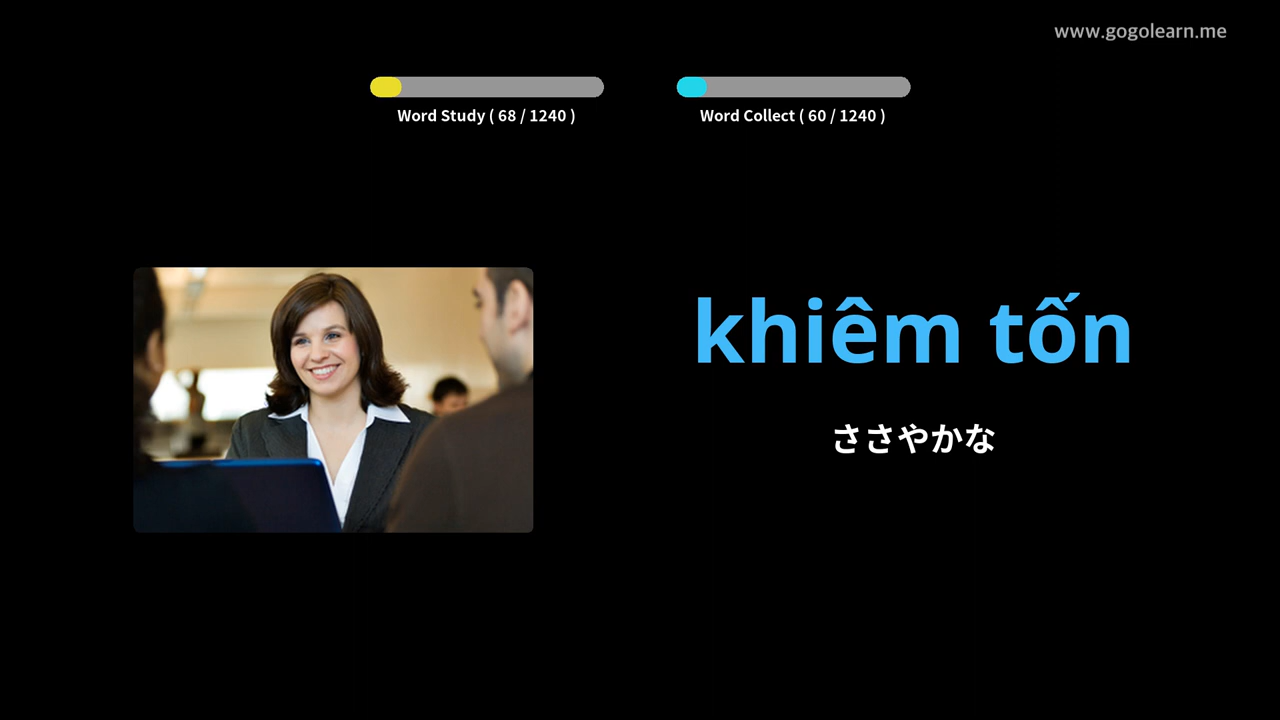 www.gogolearn.me
Word Study ( 68 / 1240 )
Word Collect ( 60 / 1240 )
khiêm tốn
ささやかな